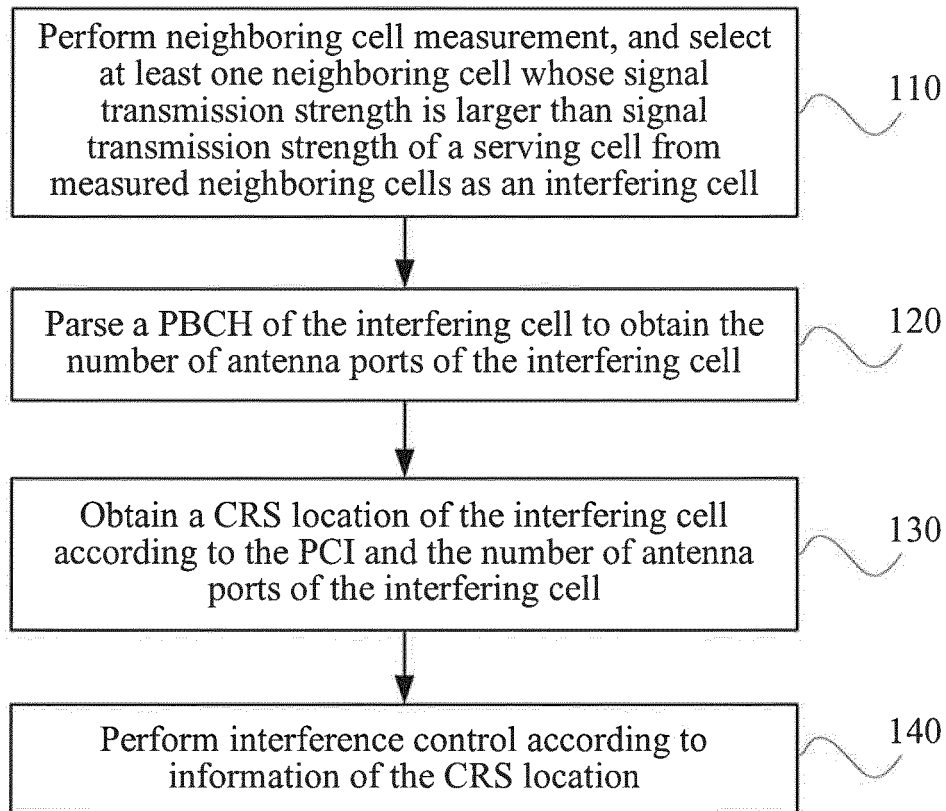 Perform neighboring cell measurement, and select
at least one neighboring cell whose signal
transmission strength is larger than signal
transmission strength of a serving cell from
measured neighboring cells as an interfering cell
110
Parse a PBCH of the interfering cell to obtain the
number of antenna ports of the interfering cell
120
Obtain a CRS location of the interfering cell
according to the PCI and the number of antenna
ports of the interfering cell
130
Perform interference control according to
information of the CRS location
140